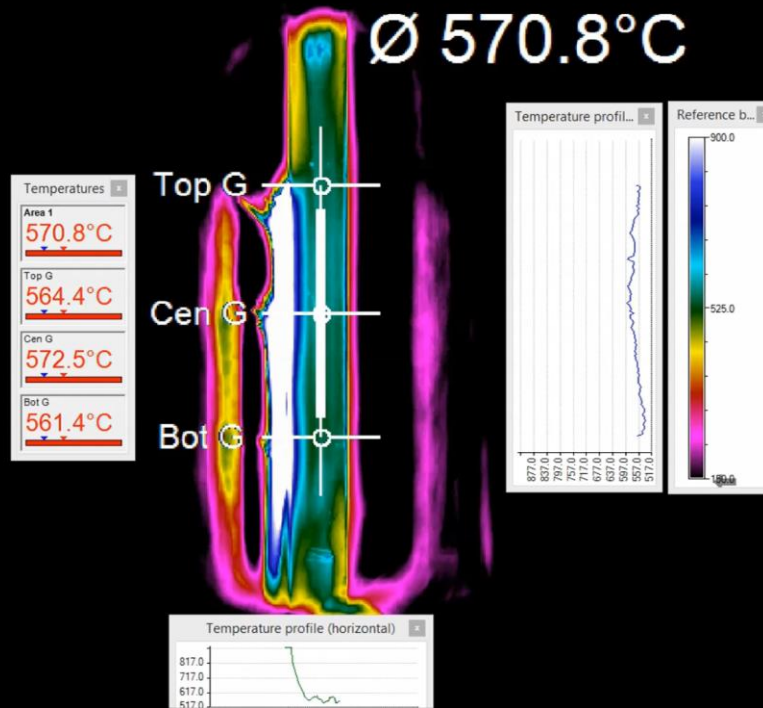 Ø 570.8°C
Temperature profil...
Reference b...
Temperatures
Area 1
570.8°C
Top G
564.4°C
Cen G
572.5°C
Bot G
561.4°C
Top G
Cen G
Bot G
877.0
837.0
797.0
757.0
717.0
677.0
637.0
597.0
557.0
517.0
900.0
525.0
Temperature profile (horizontal)
817.0
717.0
617.0
517.0